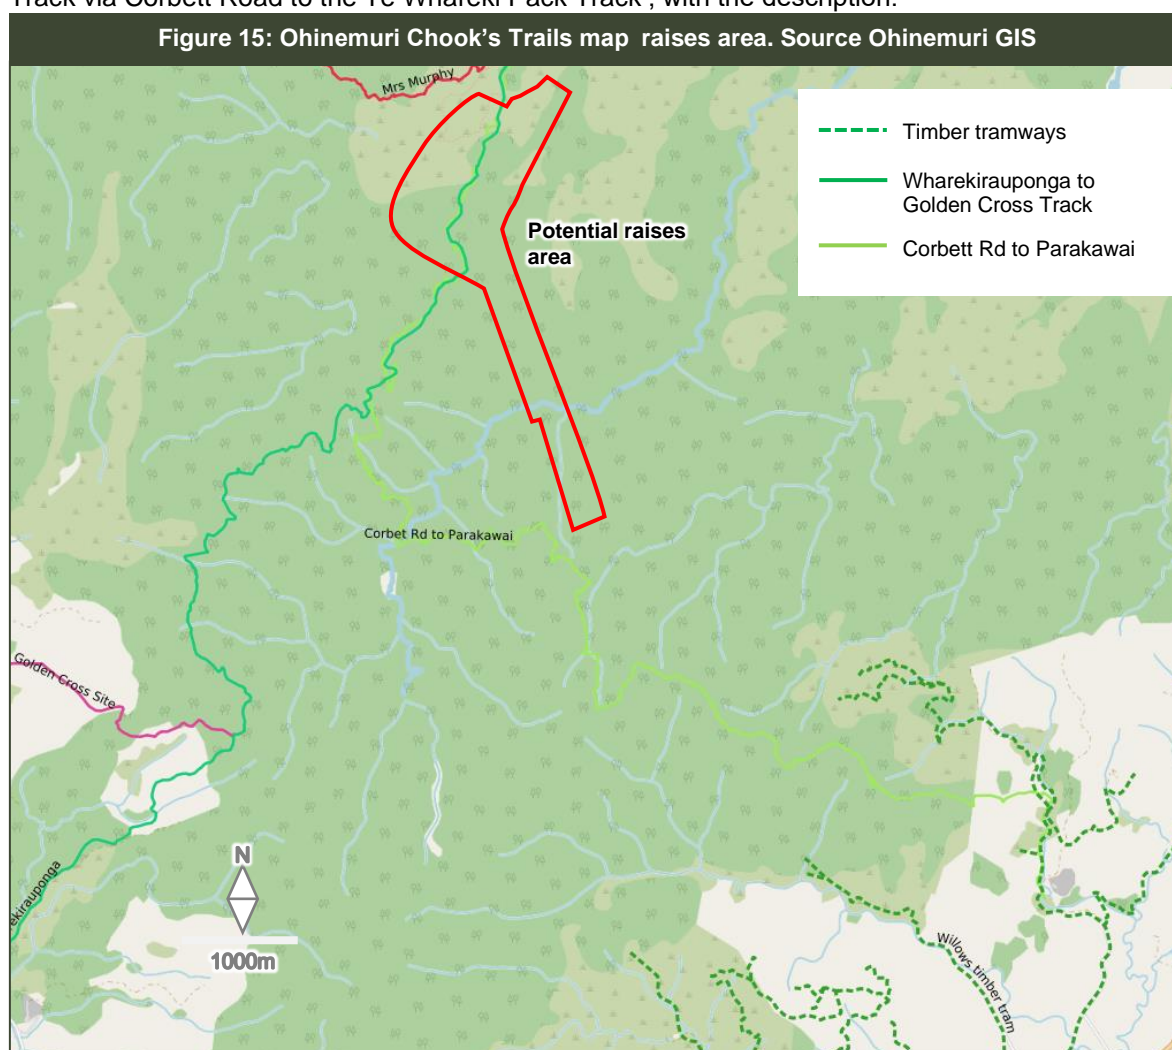 Track via Corbett Road to the Te Whareki Pack Track , with the description:
Figure 15: Ohinemuri Chook's Trails map raises area. Source Ohinemuri GIS
Mrs Murphy
Timber tramways
Wharekirauponga to
Golden Cross Track
Corbett Rd to Parakawai
Potential raises
area
Corbet Rd to Parakawai
Golden Cross Site
N
1000m
ekirauponga
Willows timber tram